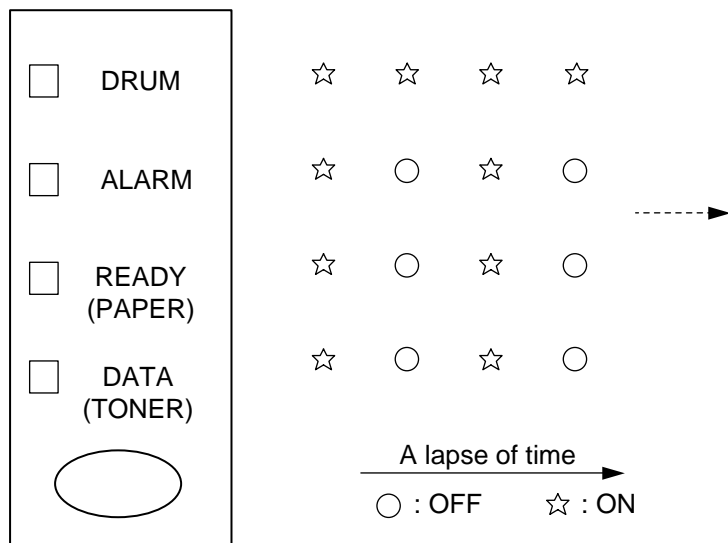 DRUM
ALARM
READY
(PAPER)
DATA
(TONER)
A lapse of time
: OFF
: ON